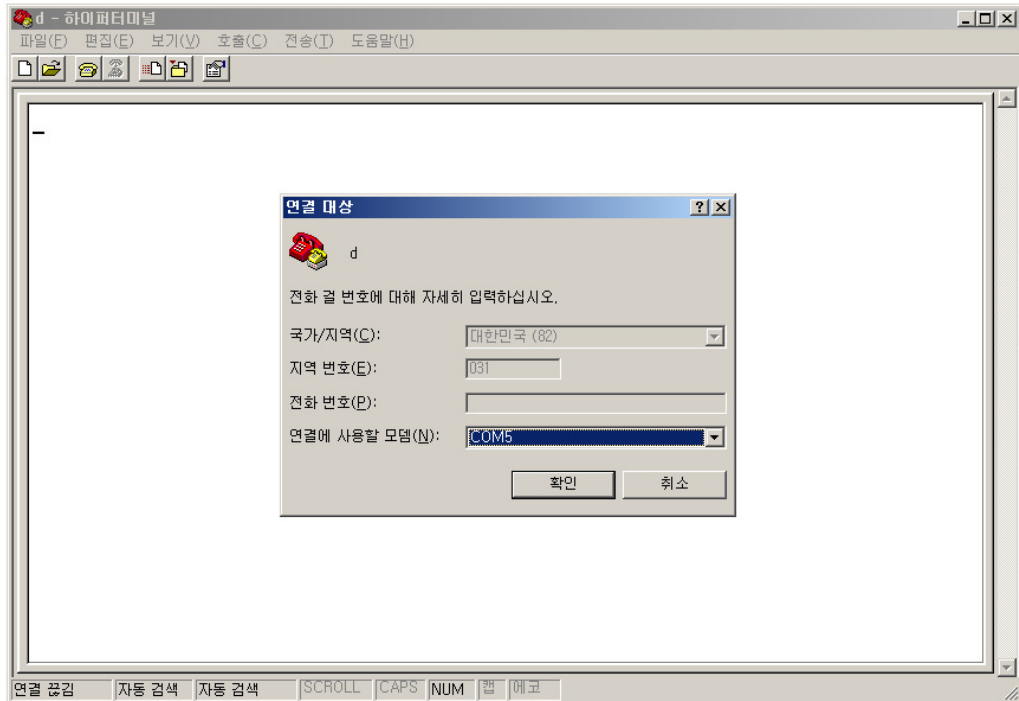 d - 하이퍼터미널
파일(F) 편집(E) 보기(V) 호출(C) 전송(T) 도움말(H)
연결 대상
d
전화 걸 번호에 대해 자세히 입력하십시오.
국가/지역(C): 대한민국 (82)
지역 번호(E): 031
전화 번호(P):
연결에 사용할 모뎀(N): COM5
확인 취소
연결 끊김 자동 검색 자동 검색 SCROLL CAPS NUM 캡 에코